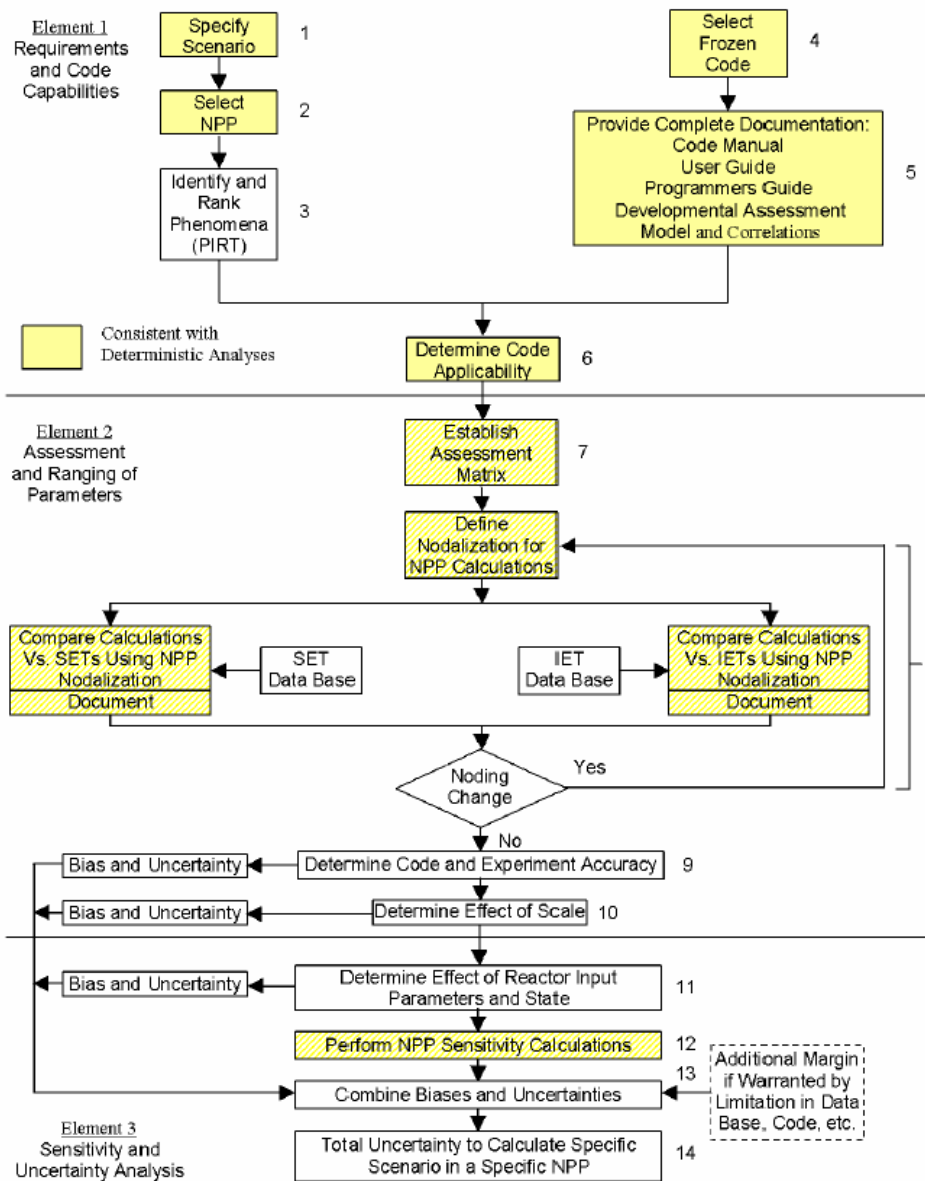 Element 1
Requirements
and Code
Capabilities
Specify
Scenario
1
Select
NPP
2
Identify and
Rank
Phenomena
(PIRT)
3
Select
Frozen
Code
4
Provide Complete Documentation:
Code Manual
User Guide
Programmers Guide
Developmental Assessment
Model and Correlations
5
Consistent with
Deterministic Analyses
Determine Code
Applicability
6
Element 2
Assessment
and Ranging of
Parameters
Establish
Assessment
Matrix
7
Define
Nodalization for
NPP Calculations
Compare Calculations
Vs. SETs Using NPP
Nodalization
Document
SET
Data Base
IET
Data Base
Compare Calculations
Vs. IETs Using NPP
Nodalization
Document
Noding
Change
Yes
No
Bias and Uncertainty
Determine Code and Experiment Accuracy
9
Bias and Uncertainty
Determine Effect of Scale
10
Bias and Uncertainty
Determine Effect of Reactor Input
Parameters and State
11
Perform NPP Sensitivity Calculations
12
13
Combine Biases and Uncertainties
Additional Margin
if Warranted by
Limitation in Data
Base, Code, etc.
Element 3
Sensitivity and
Uncertainty Analysis
Total Uncertainty to Calculate Specific
Scenario in a Specific NPP
14